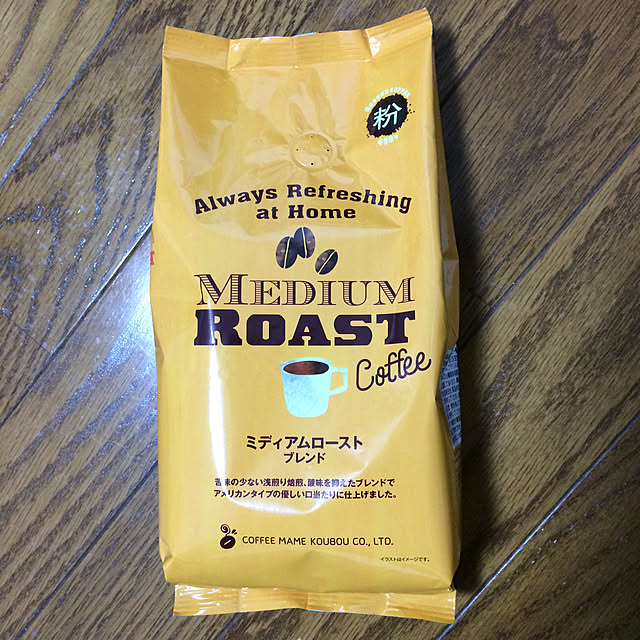 粉
Always Refreshing
at Home
MEDIUM
ROAST
Coffee
ミディアムロースト
ブレンド
苦味の少ない浅煎り焙煎、酸味を抑えたブレンドで
アメリカンタイプの優しい口当たりに仕上げました。
COFFEE MAME KOUBOU CO., LTD.
イラストはイメージです。